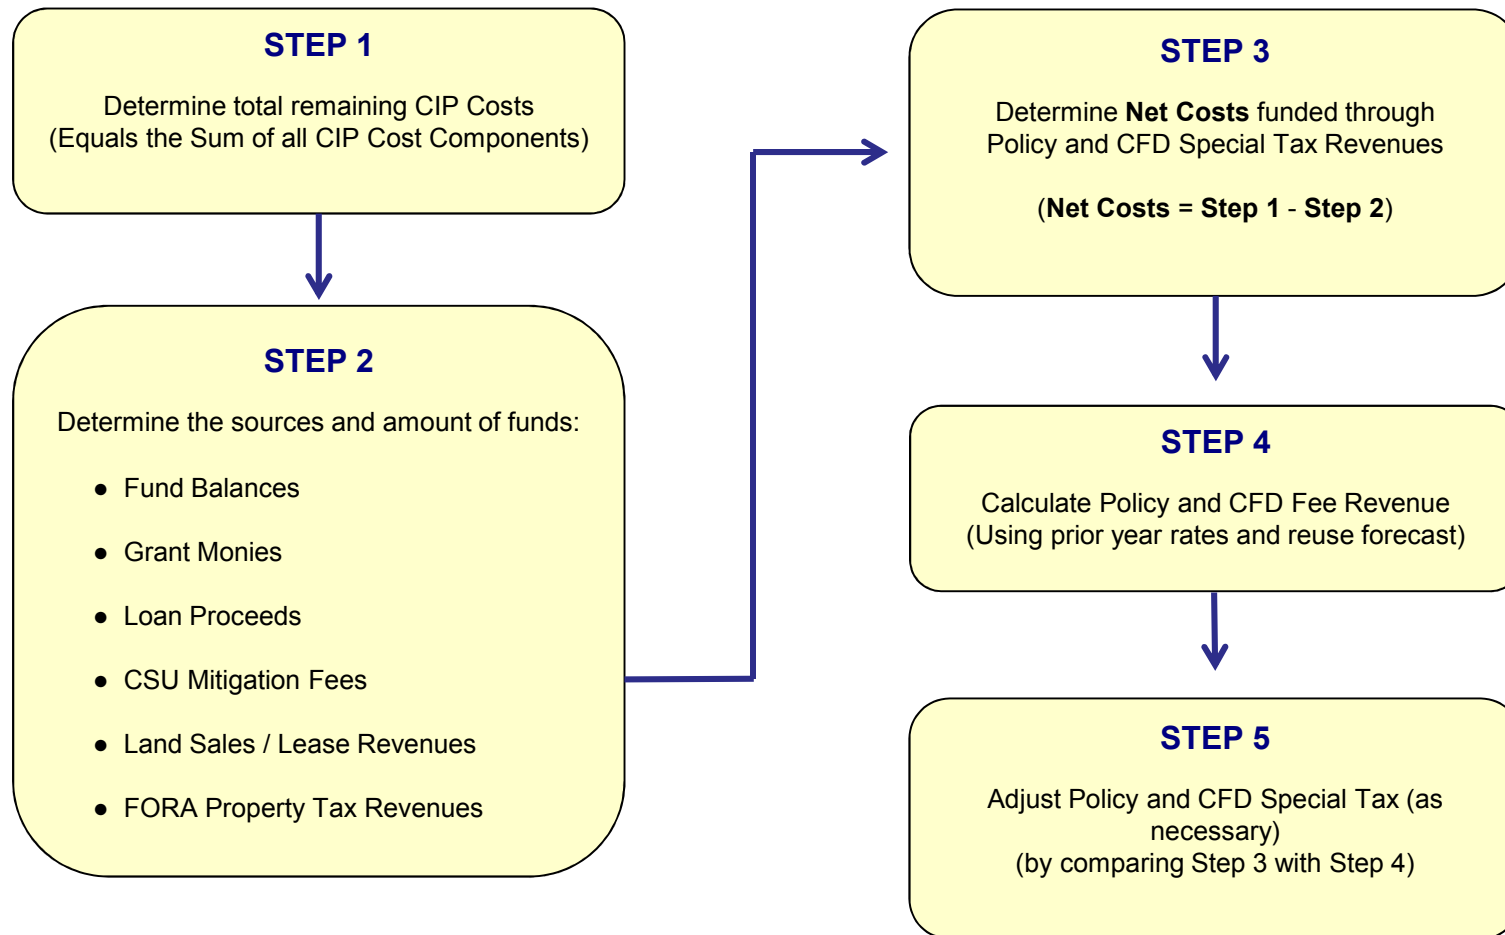 STEP 1
Determine total remaining CIP Costs
(Equals the Sum of all CIP Cost Components)
STEP 2
Determine the sources and amount of funds:
● Fund Balances
● Grant Monies
● Loan Proceeds
● CSU Mitigation Fees
● Land Sales / Lease Revenues
● FORA Property Tax Revenues
STEP 3
Determine Net Costs funded through
Policy and CFD Special Tax Revenues
(Net Costs = Step 1 - Step 2)
STEP 4
Calculate Policy and CFD Fee Revenue
(Using prior year rates and reuse forecast)
STEP 5
Adjust Policy and CFD Special Tax (as
necessary)
(by comparing Step 3 with Step 4)